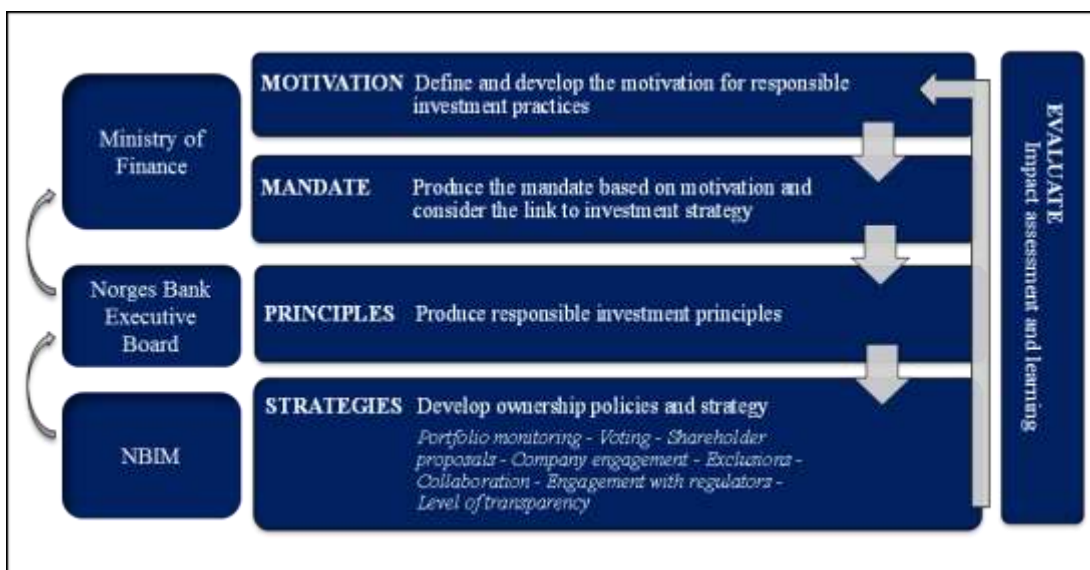 Ministry of
Finance
MOTIVATION Define and develop the motivation for responsible
investment practices
MANDATE Produce the mandate based on motivation and
consider the link to investment strategy
Norges Bank
Executive
Board
PRINCIPLES Produce responsible investment principles
NBIM
STRATEGIES Develop ownership policies and strategy
Portfolio monitoring - Voting - Shareholder
proposals - Company engagement - Exclusions -
Collaboration - Engagement with regulators -
Level of transparency
EVALUATE
Impact assessment and learning